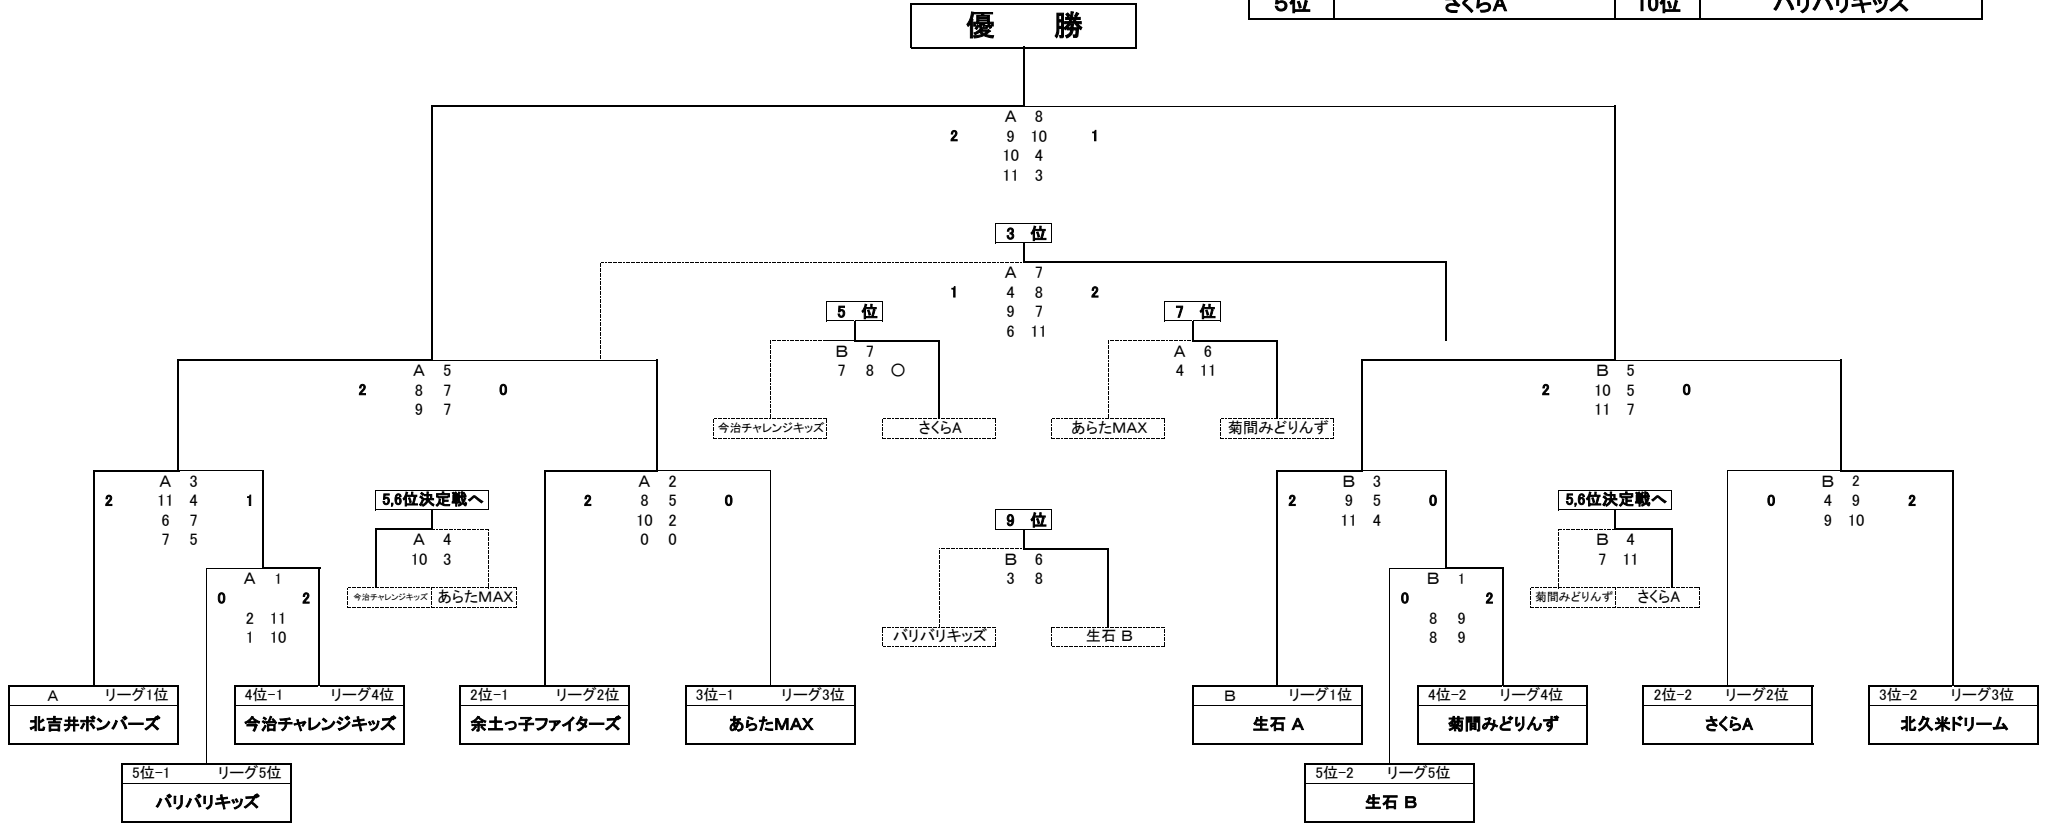 5位 さくらA 10位 バリバリキッズ
優 勝
A 8
2 9 10 1
10 4
11 3
3 位
A 7
1 4 8 2
9 7
6 11
5 位
B 7
7 8 ○
今治チャレンジキッズ さくらA
7 位
A 6
4 11
あらたMAX 菊間みどりんず
A 5
2 8 7 0
9 7
B 5
2 10 5 0
11 7
A 3
2 11 4 1
6 7
7 5
5,6位決定戦へ
A 4
10 3
今治チャレンジキッズ あらたMAX
A 2
2 8 5 0
10 2
0 0
9 位
B 6
3 8
バリバリキッズ 生石 B
B 3
2 9 5 0
11 4
5,6位決定戦へ
B 4
7 11
菊間みどりんず さくらA
B 2
0 4 9 2
9 10
A 1
0 2
2 11
1 10
B 1
0 2
8 9
8 9
A リーグ1位
北吉井ボンバーズ
4位-1 リーグ4位
今治チャレンジキッズ
2位-1 リーグ2位
余土っ子ファイターズ
3位-1 リーグ3位
あらたMAX
B リーグ1位
生石 A
4位-2 リーグ4位
菊間みどりんず
2位-2 リーグ2位
さくらA
3位-2 リーグ3位
北久米ドリーム
5位-1 リーグ5位
バリバリキッズ
5位-2 リーグ5位
生石 B